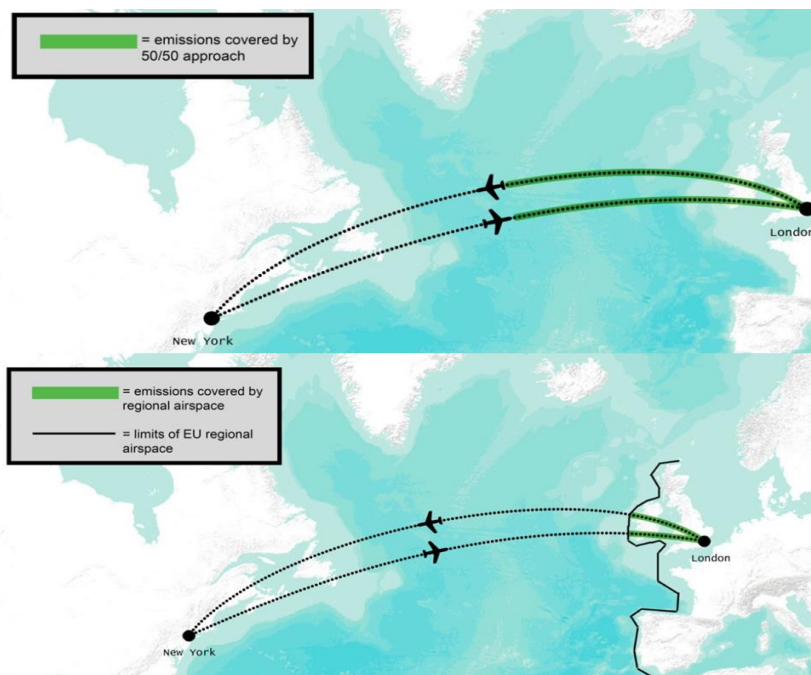 = emissions covered by
50/50 approach
London
New York
= emissions covered by
regional airspace
= limits of EU regional
airspace
London
New York